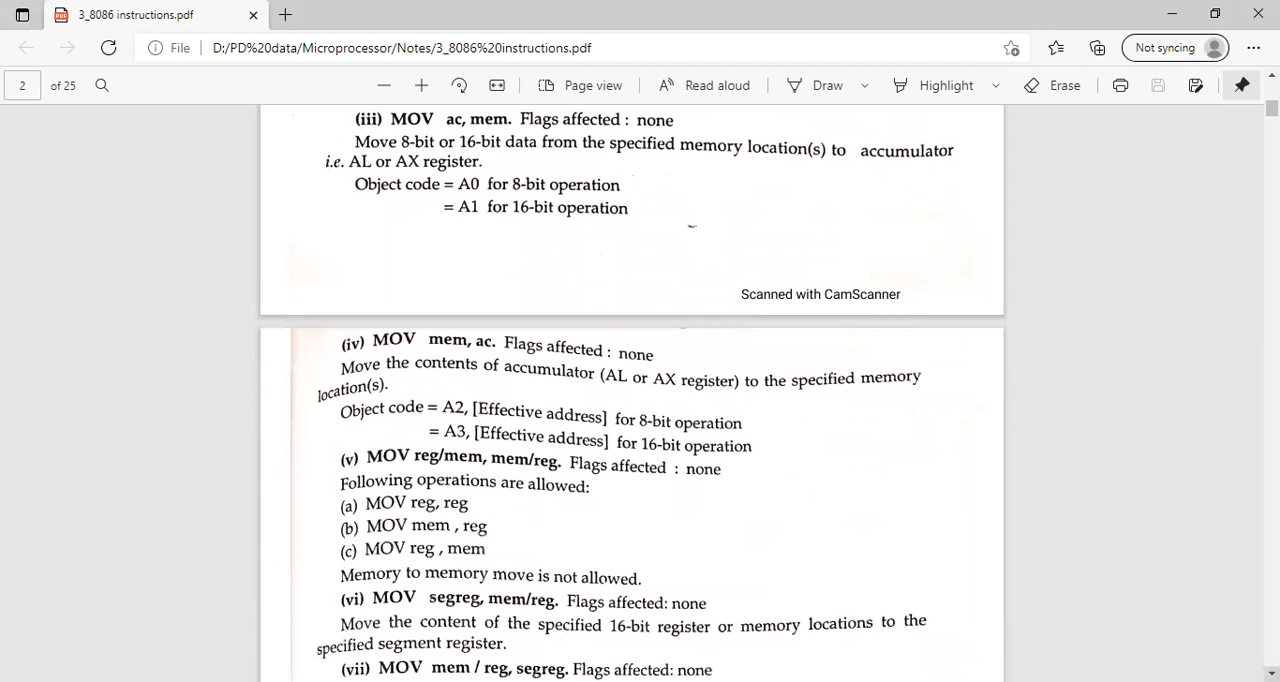 3_8086 instructions.pdf
File D:/PD%20data/Microprocessor/Notes/3_8086%20instructions.pdf Not syncing
2 of 25 Page view Read aloud Draw Highlight Erase
(iii) MOV ac, mem. Flags affected : none
Move 8-bit or 16-bit data from the specified memory location(s) to accumulator
i.e. AL or AX register.
Object code = A0 for 8-bit operation
= A1 for 16-bit operation
Scanned with CamScanner
(iv) MOV mem, ac. Flags affected : none
Move the contents of accumulator (AL or AX register) to the specified memory
location(s).
Object code = A2, [Effective address] for 8-bit operation
= A3, [Effective address] for 16-bit operation
(v) MOV reg/mem, mem/reg. Flags affected : none
Following operations are allowed:
(a) MOV reg, reg
(b) MOV mem , reg
(c) MOV reg , mem
Memory to memory move is not allowed.
(vi) MOV segreg, mem/reg. Flags affected: none
Move the content of the specified 16-bit register or memory locations to the
specified segment register.
(vii) MOV mem / reg, segreg. Flags affected: none